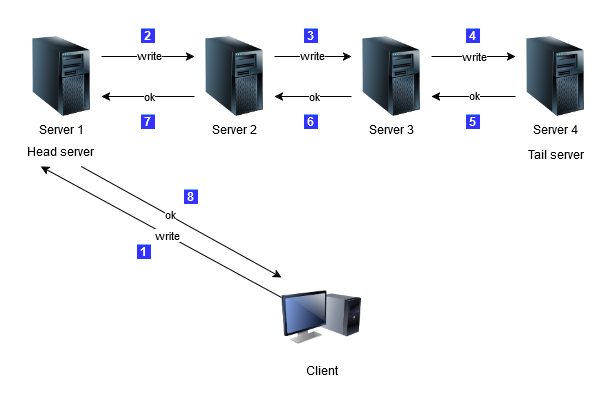 2
3
4
write
write
write
ok
ok
ok
7
6
5
Server 1
Server 2
Server 3
Server 4
Head server
Tail server
8
ok
write
1
Client